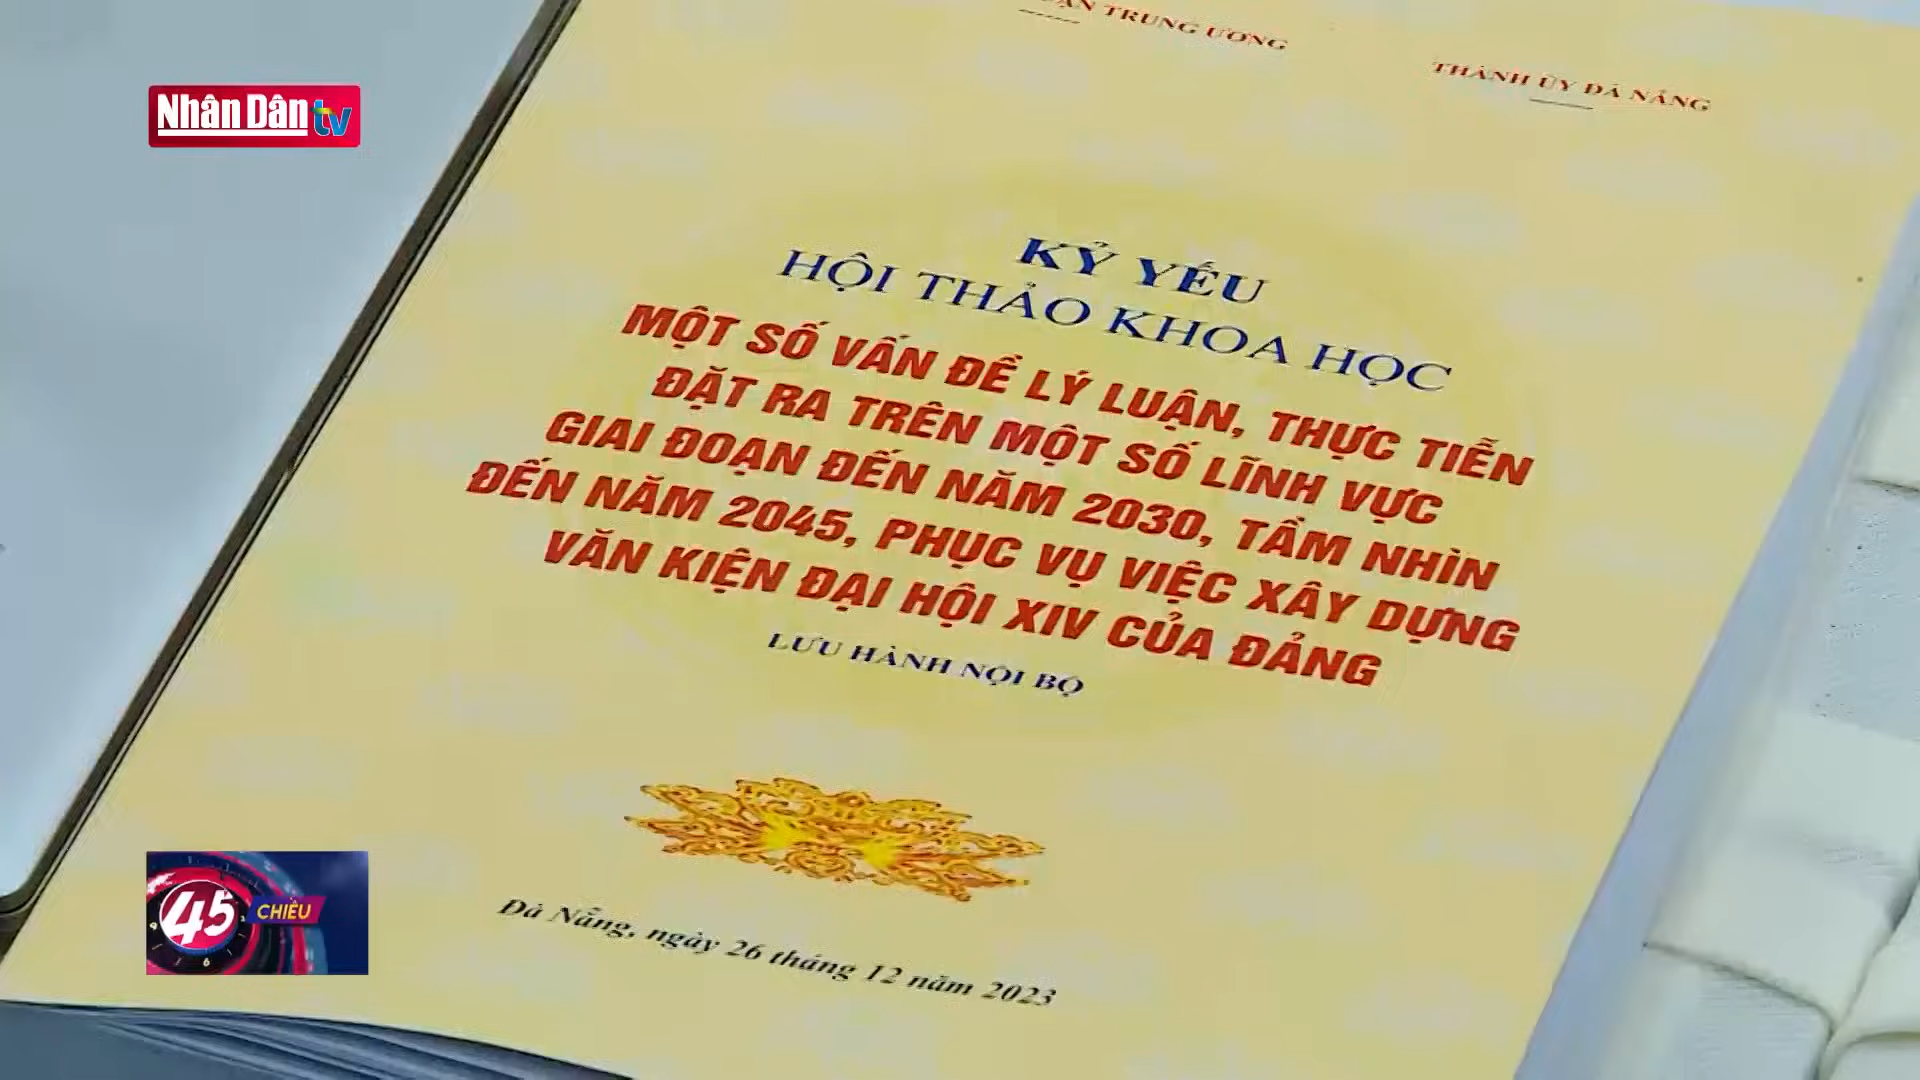 TRUNG ƯƠNG
THÀNH ỦY ĐÀ NẴNG
Nhân Dân tv
KỶ YẾU
HỘI THẢO KHOA HỌC
MỘT SỐ VẤN ĐỀ LÝ LUẬN, THỰC TIỄN
ĐẶT RA TRÊN MỘT SỐ LĨNH VỰC
GIAI ĐOẠN ĐẾN NĂM 2030, TẦM NHÌN
ĐẾN NĂM 2045, PHỤC VỤ VIỆC XÂY DỰNG
VĂN KIỆN ĐẠI HỘI XIV CỦA ĐẢNG
LƯU HÀNH NỘI BỘ
45 CHIỀU
Đà Nẵng, ngày 26 tháng 12 năm 2023